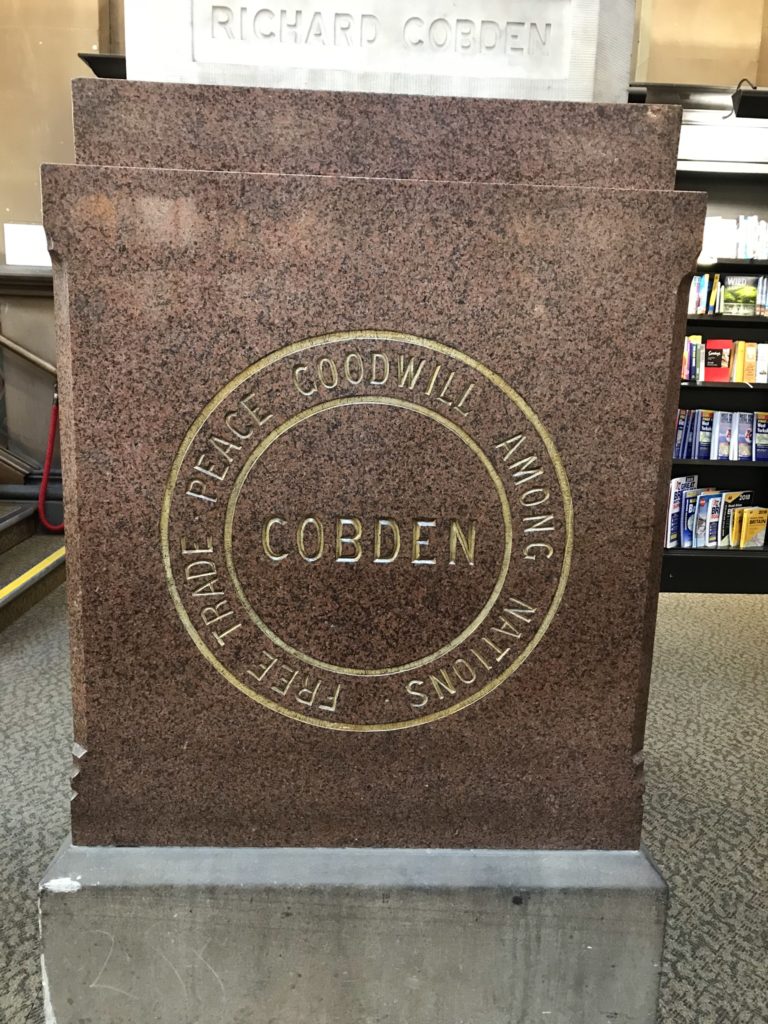 RICHARD COBDEN
FREE TRADE PEACE GOODWILL AMONG NATIONS
COBDEN